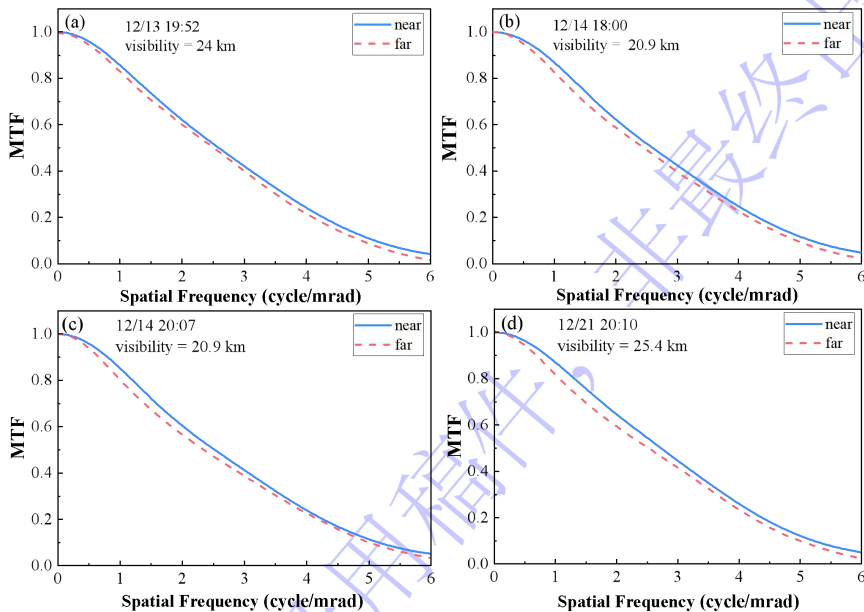 (a)
12/13 19:52
visibility = 24 km
near
far
1.0
0.8
0.6
0.4
0.2
0.0
MTF
0 1 2 3 4 5 6
Spatial Frequency (cycle/mrad)
(b)
12/14 18:00
visibility = 20.9 km
near
far
1.0
0.8
0.6
0.4
0.2
0.0
MTF
0 1 2 3 4 5 6
Spatial Frequency (cycle/mrad)
(c)
12/14 20:07
visibility = 20.9 km
near
far
1.0
0.8
0.6
0.4
0.2
0.0
MTF
0 1 2 3 4 5 6
Spatial Frequency (cycle/mrad)
(d)
12/21 20:10
visibility = 25.4 km
near
far
1.0
0.8
0.6
0.4
0.2
0.0
MTF
0 1 2 3 4 5 6
Spatial Frequency (cycle/mrad)
用稿件，非最终